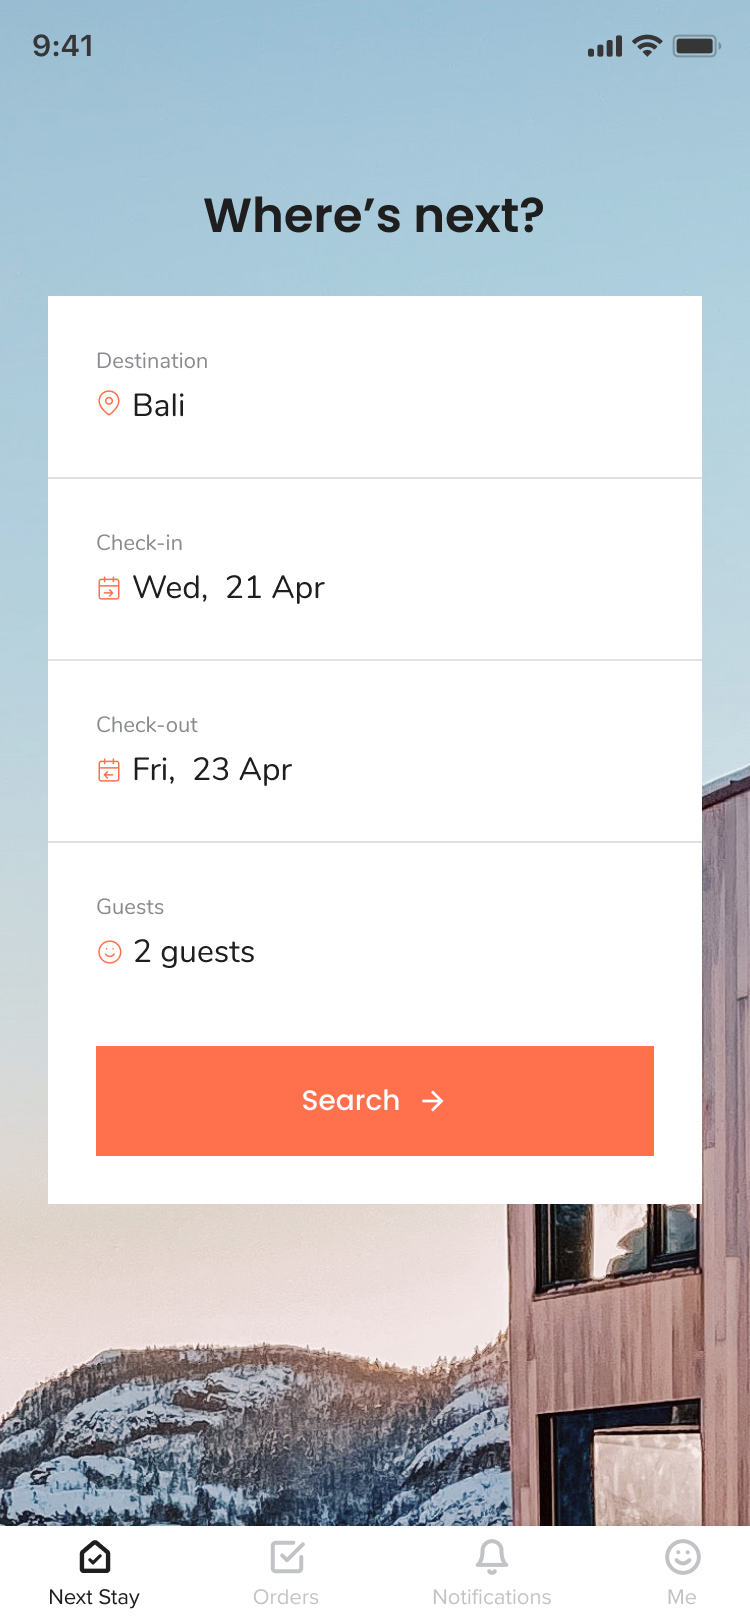 9:41
Where’s next?
Destination
Bali
Check-in
Wed,  21 Apr
Check-out
Fri,  23 Apr
Guests
2 guests
Search
Next Stay
Orders
Notifications
Me